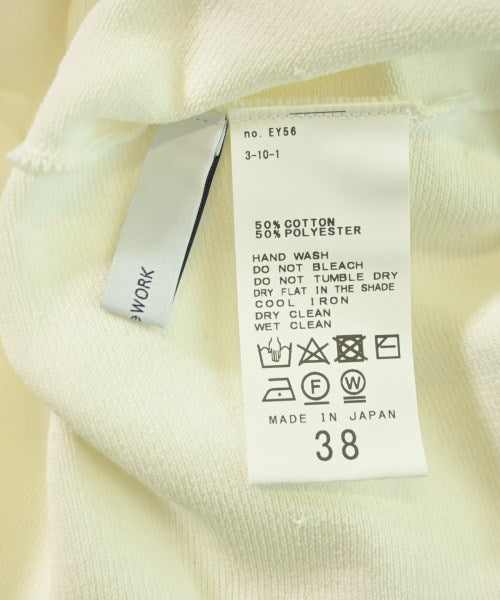 no. EY56
3-10-1
50% COTTON
50% POLYESTER
HAND WASH
DO NOT BLEACH
DO NOT TUMBLE DRY
DRY FLAT IN THE SHADE
COOL IRON
DRY CLEAN
WET CLEAN
F W
MADE IN JAPAN
38
eWORK